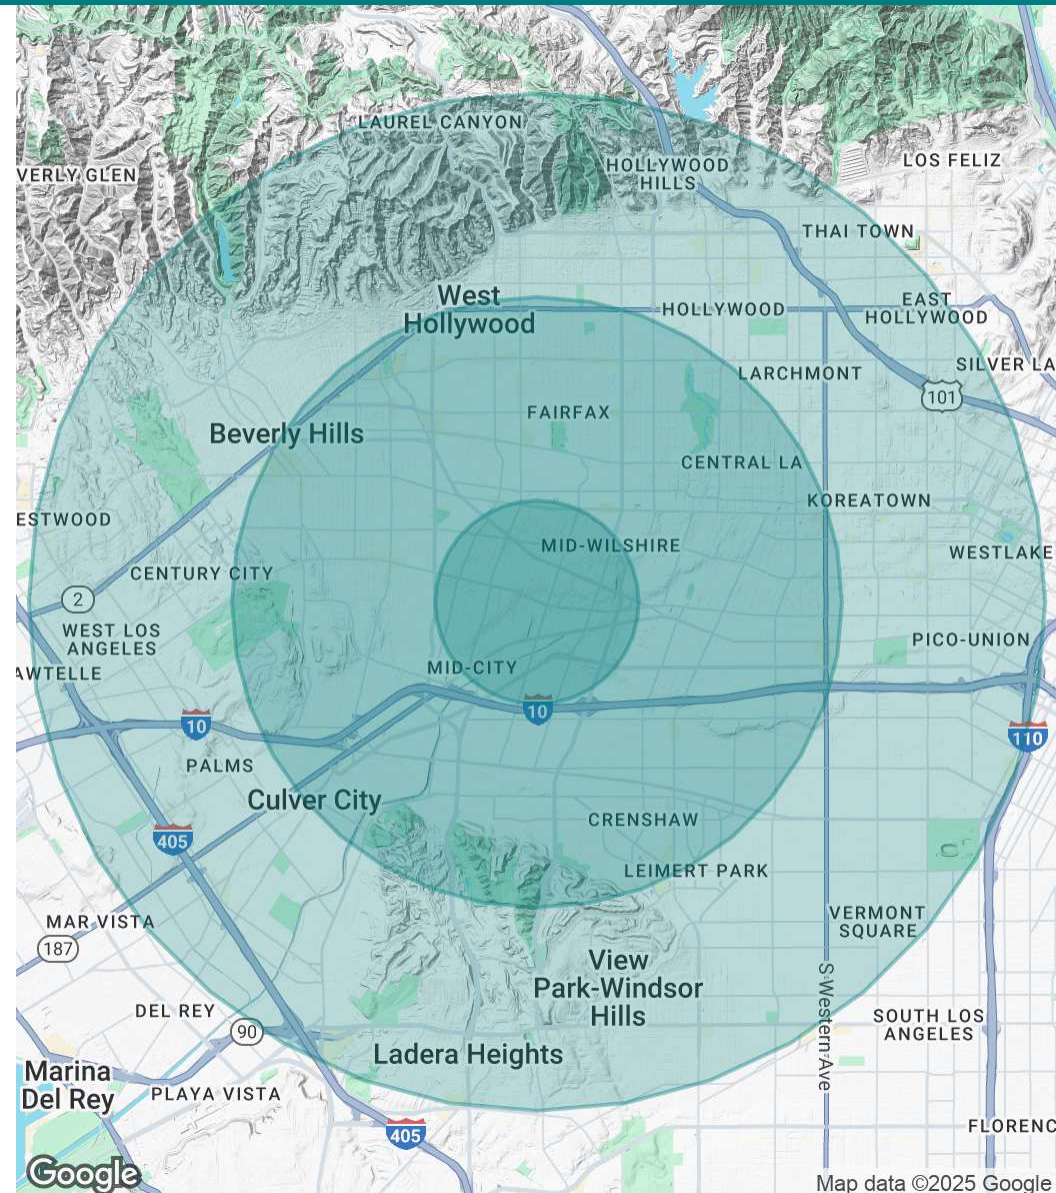 LAUREL CANYON
HOLLYWOOD
HILLS
LOS FELIZ
VERLY GLEN
THAI TOWN
West
Hollywood
HOLLYWOOD
EAST
HOLLYWOOD
SILVER LA
LARCHMONT
101
FAIRFAX
Beverly Hills
CENTRAL LA
KOREATOWN
ESTWOOD
MID-WILSHIRE
WESTLAKE
CENTURY CITY
2
WEST LOS
ANGELES
PICO-UNION
AWTELLE
MID-CITY
10
10
110
PALMS
Culver City
CRENSHAW
405
LEIMERT PARK
MAR VISTA
VERMONT
SQUARE
187
View
Park-Windsor
Hills
S Western Ave
DEL REY
90
SOUTH LOS
ANGELES
Ladera Heights
Marina
Del Rey
PLAYA VISTA
405
FLORENC
Google
Map data ©2025 Google